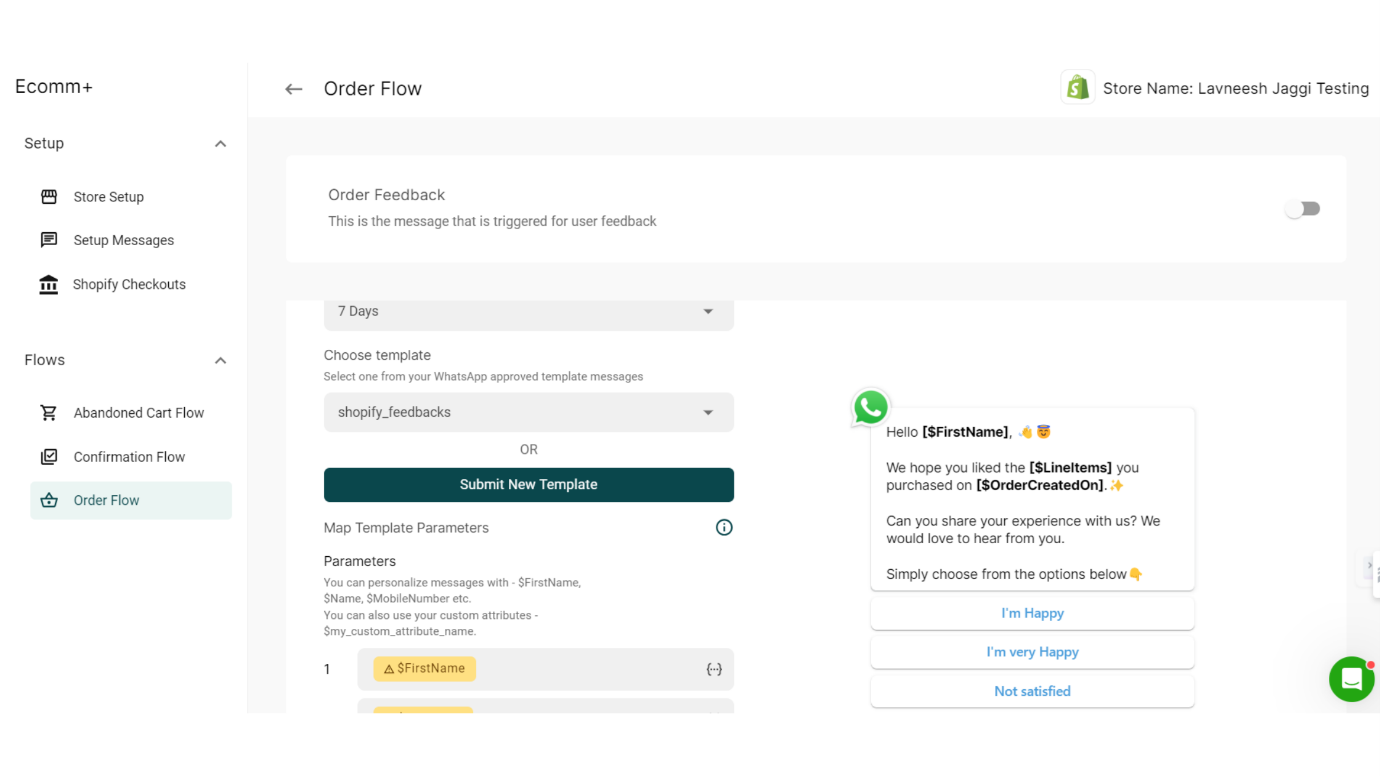 Ecomm+
Order Flow
Store Name: Lavneesh Jaggi Testing
Setup
Store Setup
Setup Messages
Shopify Checkouts
Flows
Abandoned Cart Flow
Confirmation Flow
Order Flow
Order Feedback
This is the message that is triggered for user feedback
7 Days
Choose template
Select one from your WhatsApp approved template messages
shopify_feedbacks
OR
Submit New Template
Map Template Parameters
Parameters
You can personalize messages with - $FirstName,
$Name, $MobileNumber etc.
You can also use your custom attributes -
$my_custom_attribute_name.
1 $FirstName {··}
Hello [$FirstName], 👋 😇
We hope you liked the [$LineItems] you
purchased on [$OrderCreatedOn].✨
Can you share your experience with us? We
would love to hear from you.
Simply choose from the options below👇
I'm Happy
I'm very Happy
Not satisfied